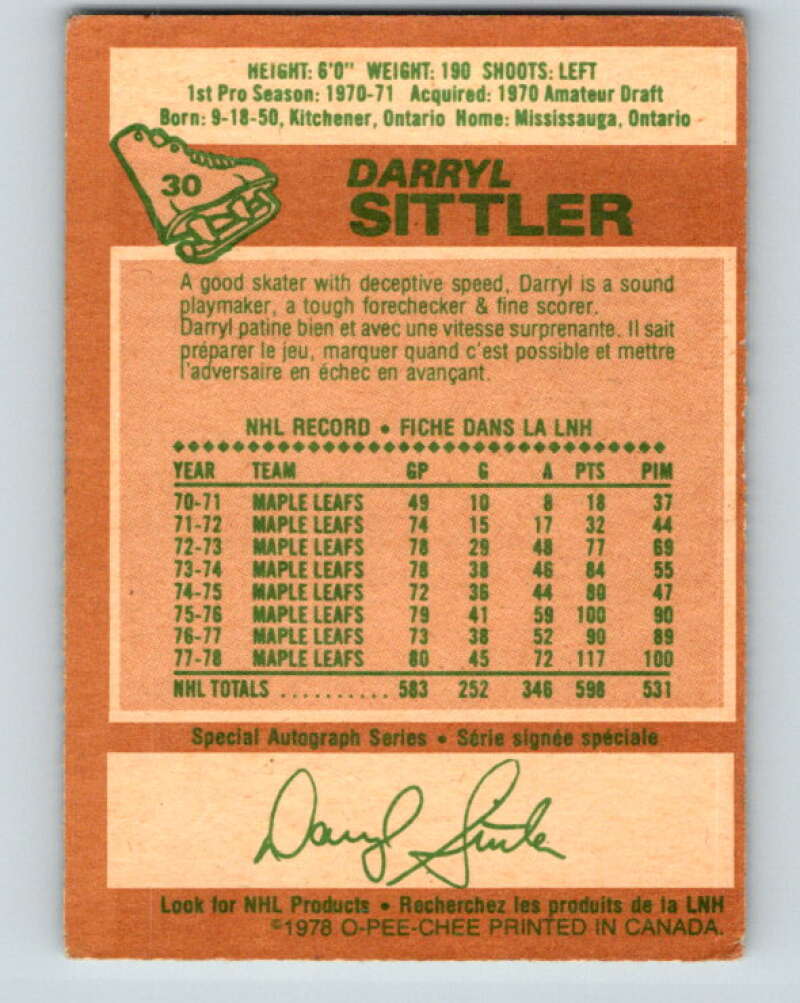 HEIGHT: 6'0" WEIGHT: 190 SHOOTS: LEFT
1st Pro Season: 1970-71 Acquired: 1970 Amateur Draft
Born: 9-18-50, Kitchener, Ontario Home: Mississauga, Ontario
30
DARRYL
SITTLER
A good skater with deceptive speed, Darryl is a sound
playmaker, a tough forechecker & fine scorer.
Darryl patine bien et avec une vitesse surprenante. Il sait
préparer le jeu, marquer quand c'est possible et mettre
l'adversaire en échec en avançant.
NHL RECORD • FICHE DANS LA LNH
YEAR TEAM GP G A PTS PIM
70-71 MAPLE LEAFS 49 10 8 18 37
71-72 MAPLE LEAFS 74 15 17 32 44
72-73 MAPLE LEAFS 78 29 48 77 69
73-74 MAPLE LEAFS 78 38 46 84 55
74-75 MAPLE LEAFS 72 36 44 80 47
75-76 MAPLE LEAFS 79 41 59 100 90
76-77 MAPLE LEAFS 73 38 52 90 89
77-78 MAPLE LEAFS 80 45 72 117 100
NHL TOTALS .......... 583 252 346 598 531
Special Autograph Series • Série signée spéciale
Darryl Sittler
Look for NHL Products • Recherchez les produits de la LNH
©1978 O-PEE-CHEE PRINTED IN CANADA.